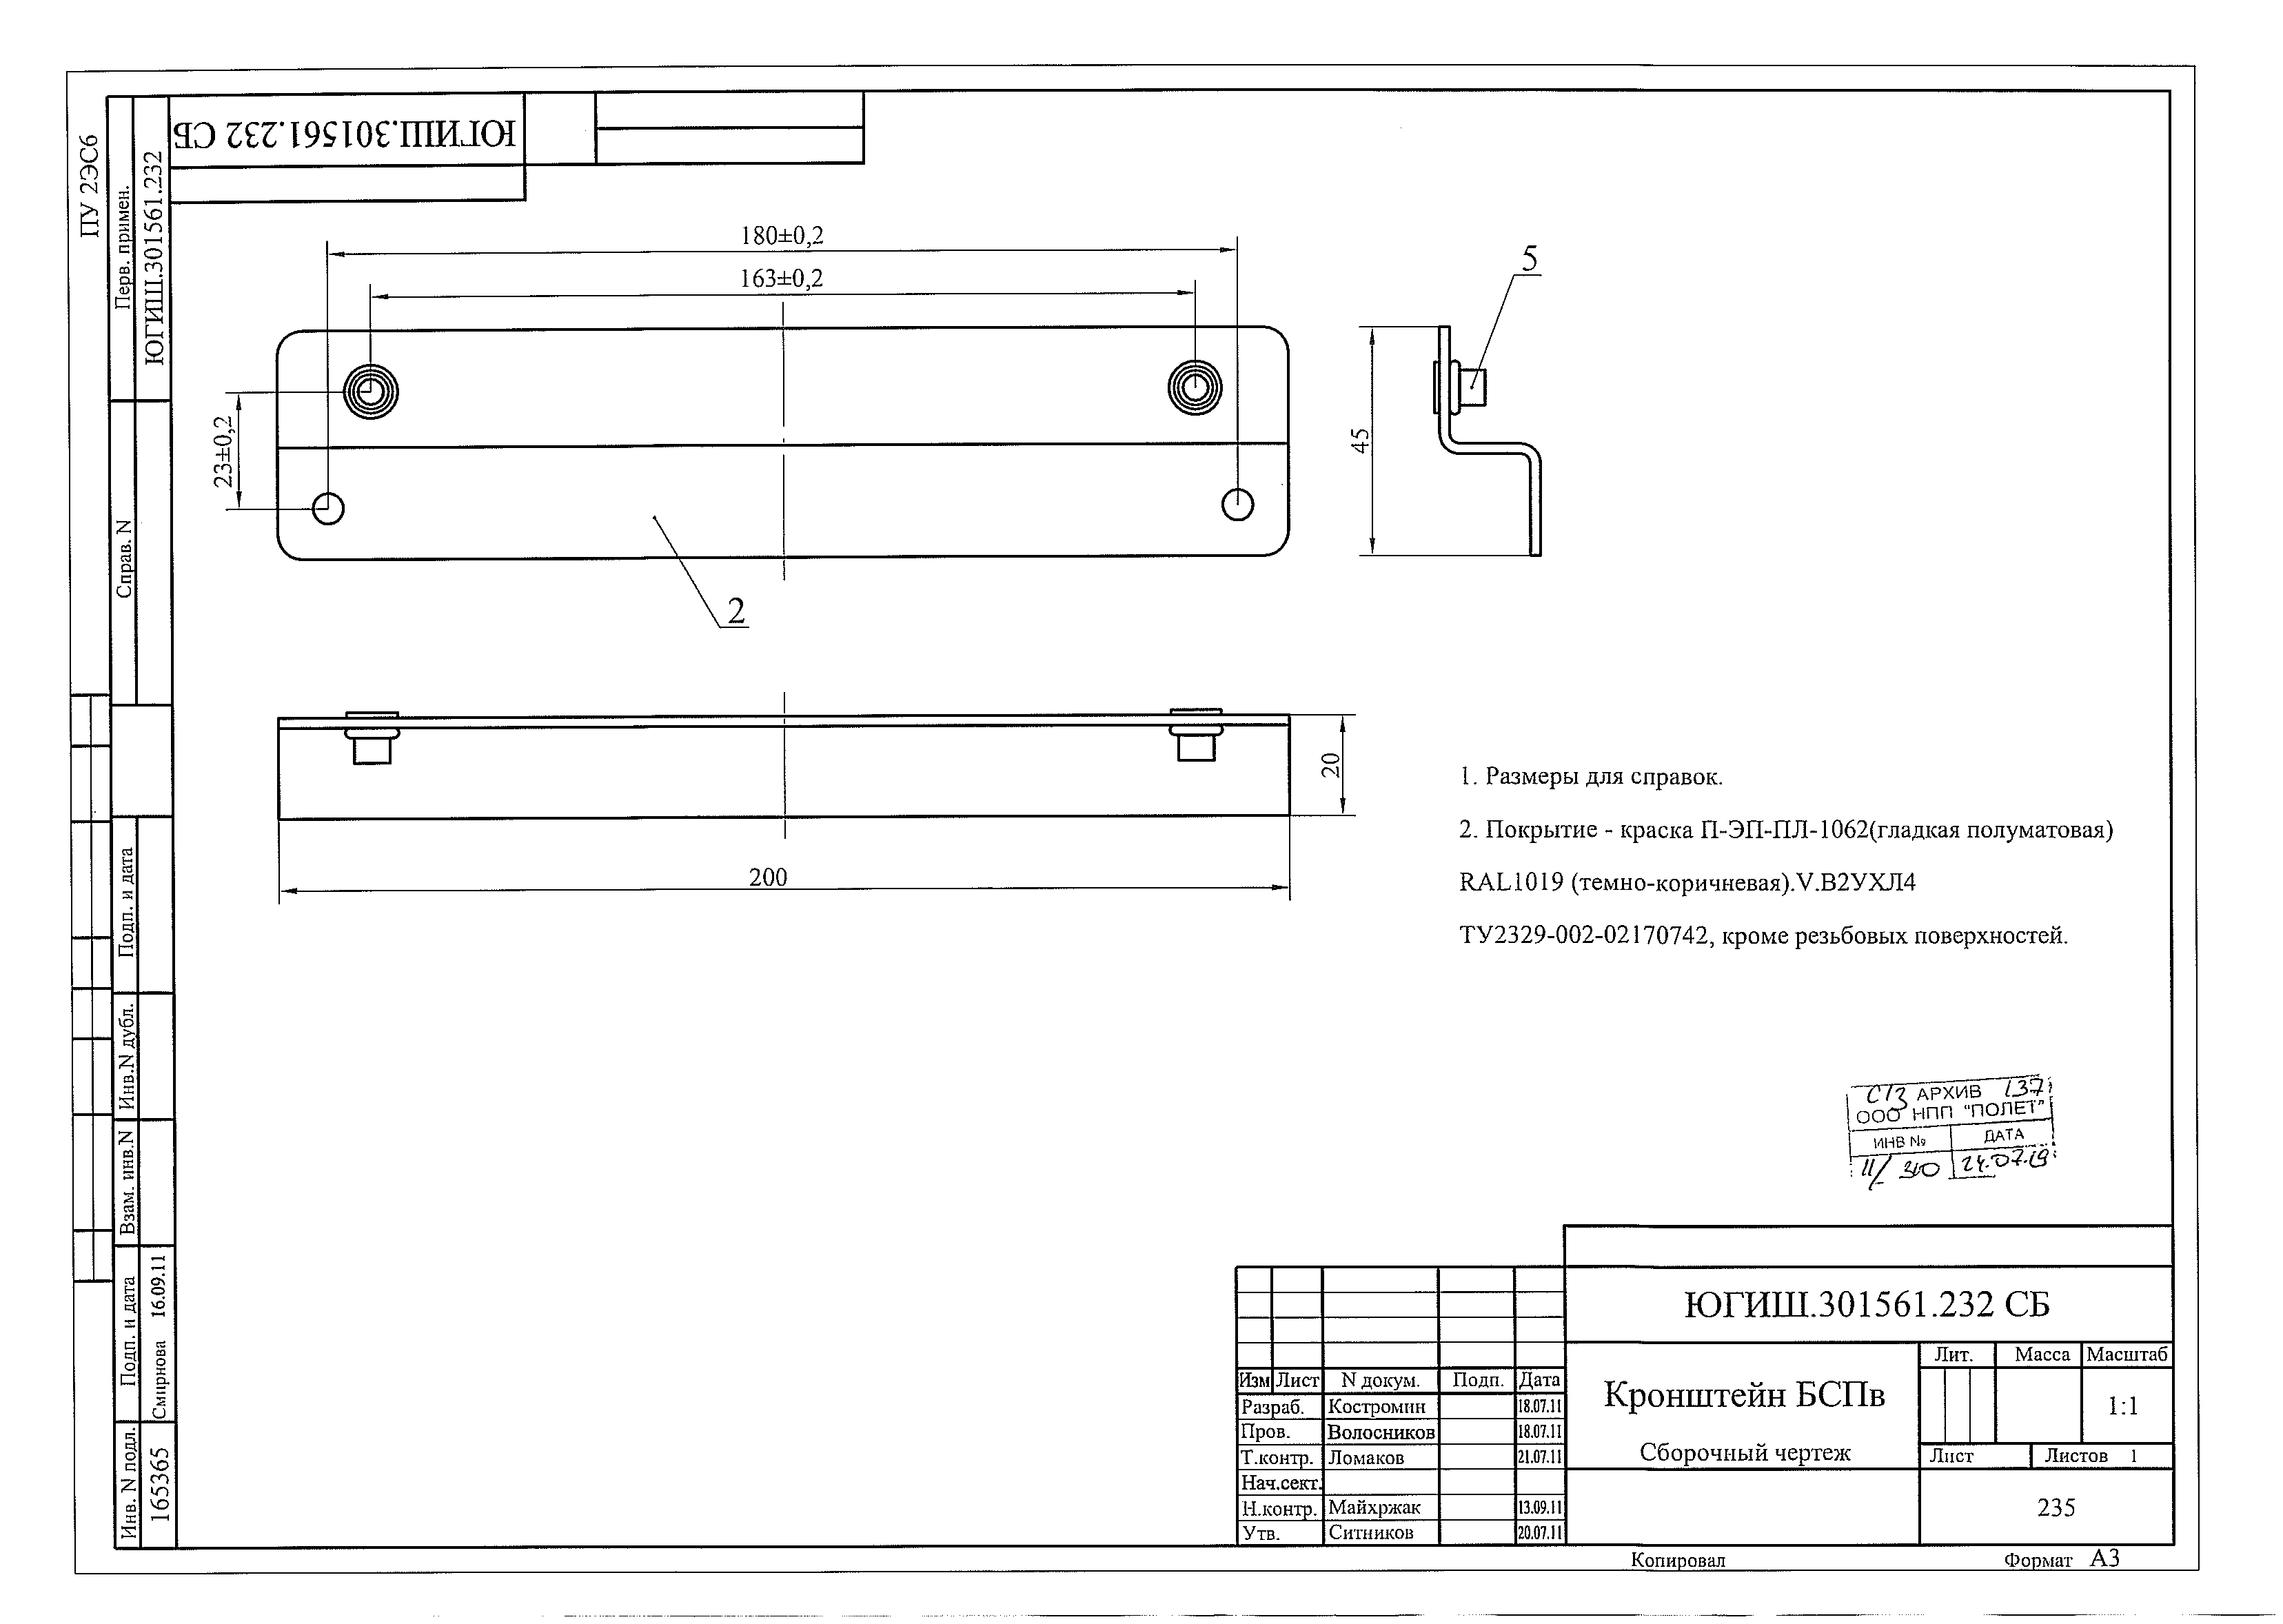 ПУ 2ЭС6
Перв. примен.
ЮГИШ.301561.232
ЮГИШ.301561.232 СБ
Справ. N
Подп. и дата
Инв.N дубл.
Взам. инв.N
Подп. и дата
Смирнова 16.09.11
Инв. N подл.
165365
180±0,2
163±0,2
23±0,2
2
45
5
20
200
1. Размеры для справок.
2. Покрытие - краска П-ЭП-ПЛ-1062(гладкая полуматовая)
RAL1019 (темно-коричневая).V.В2УХЛ4
ТУ2329-002-02170742, кроме резьбовых поверхностей.
СТЗ АРХИВ 137
ООО НПП "ПОЛЕТ"
ИНВ № ДАТА
24.07.19
ЮГИШ.301561.232 СБ
Изм Лист N докум. Подп. Дата
Разраб. Костромин 18.07.11
Пров. Волосников 18.07.11
Т.контр. Ломаков 21.07.11
Нач.сект.
Н.контр. Майхржак 13.09.11
Утв. Ситников 20.07.11
Кронштейн БСПв
Сборочный чертеж
Лит. Масса Масштаб
1:1
Лист Листов 1
235
Копировал Формат А3